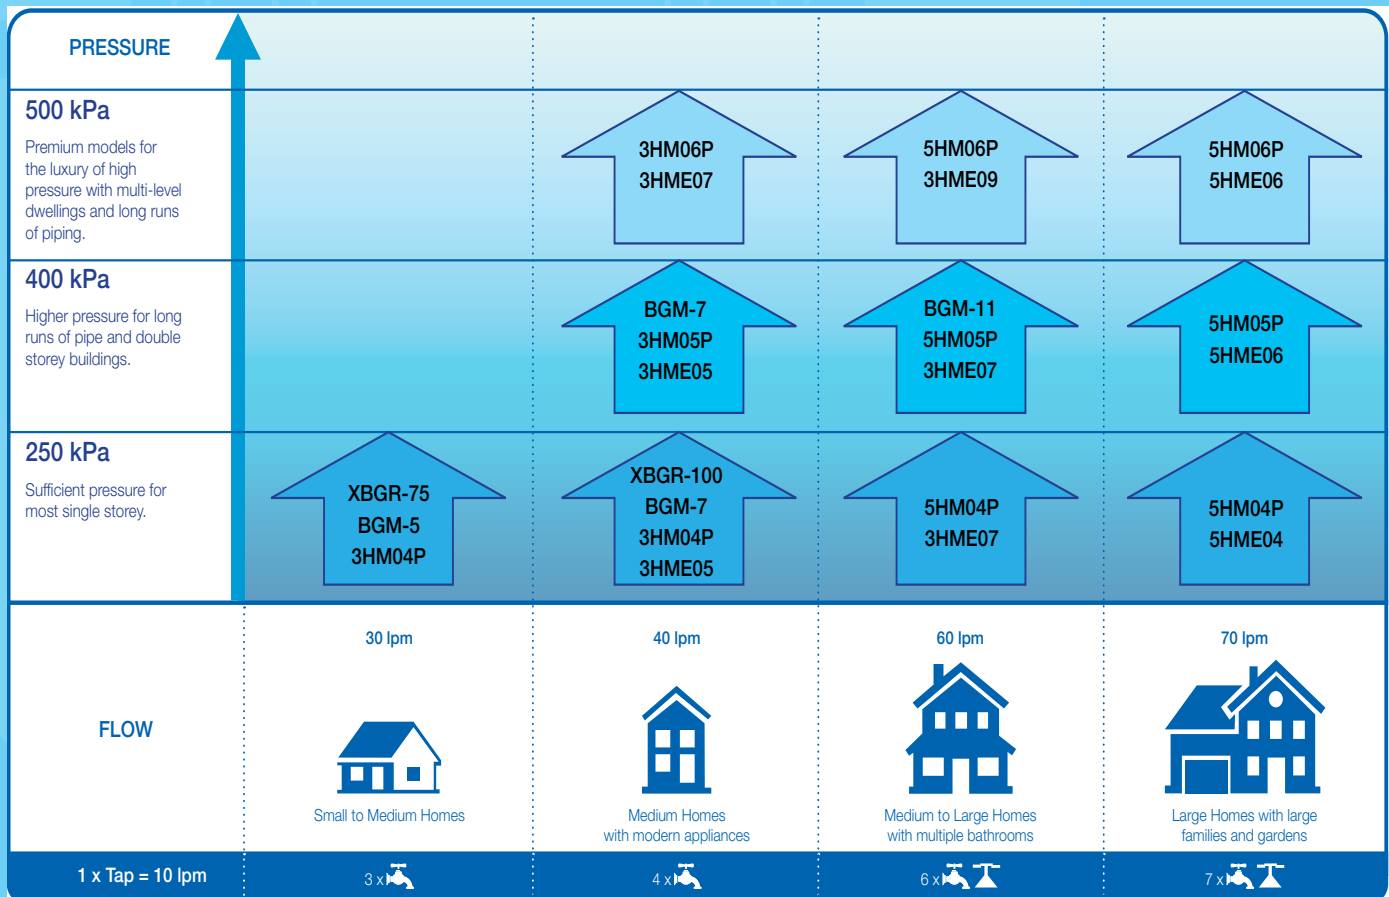 PRESSURE
500 kPa
Premium models for
the luxury of high
pressure with multi-level
dwellings and long runs
of piping.
3HM06P
3HME07
5HM06P
3HME09
5HM06P
5HME06
400 kPa
Higher pressure for long
runs of pipe and double
storey buildings.
BGM-7
3HM05P
3HME05
BGM-11
5HM05P
3HME07
5HM05P
5HME06
250 kPa
Sufficient pressure for
most single storey.
XBGR-75
BGM-5
3HM04P
XBGR-100
BGM-7
3HM04P
3HME05
5HM04P
3HME07
5HM04P
5HME04
FLOW
30 lpm
Small to Medium Homes
40 lpm
Medium Homes
with modern appliances
60 lpm
Medium to Large Homes
with multiple bathrooms
70 lpm
Large Homes with large
families and gardens
1 x Tap = 10 lpm
3 x
4 x
6 x
7 x